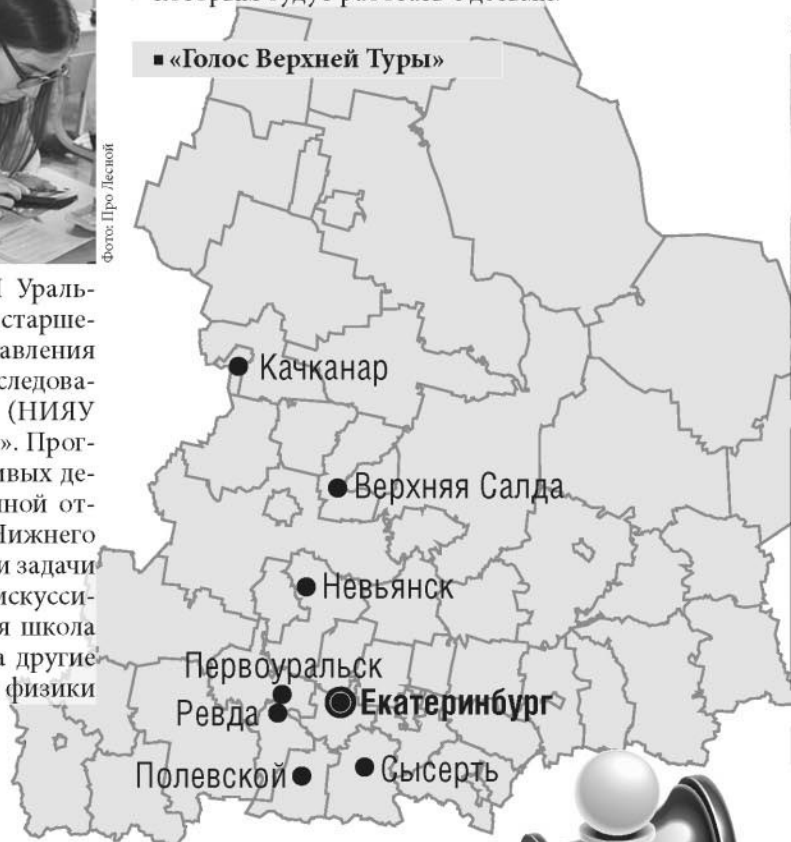 ■ «Голос Верхней Туры»
Фото: Про Лесной
Ураль-
старше-
авления
следова-
(НИЯУ
». Прог-
ивых де-
ной от-
Нижнего
и задачи
искусси-
я школа
а другие
физики
Качканар
Верхняя Салда
Невьянск
Первоуральск
Ревда
Екатеринбург
Полевской
Сысерть